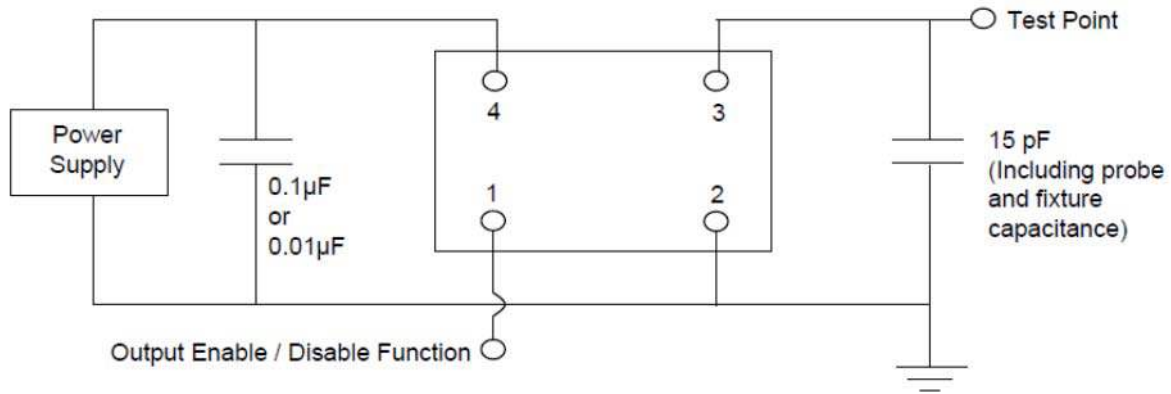 Test Point
4
3
Power
Supply
15 pF
(Including probe
and fixture
capacitance)
0.1µF
or
0.01µF
1
2
Output Enable / Disable Function